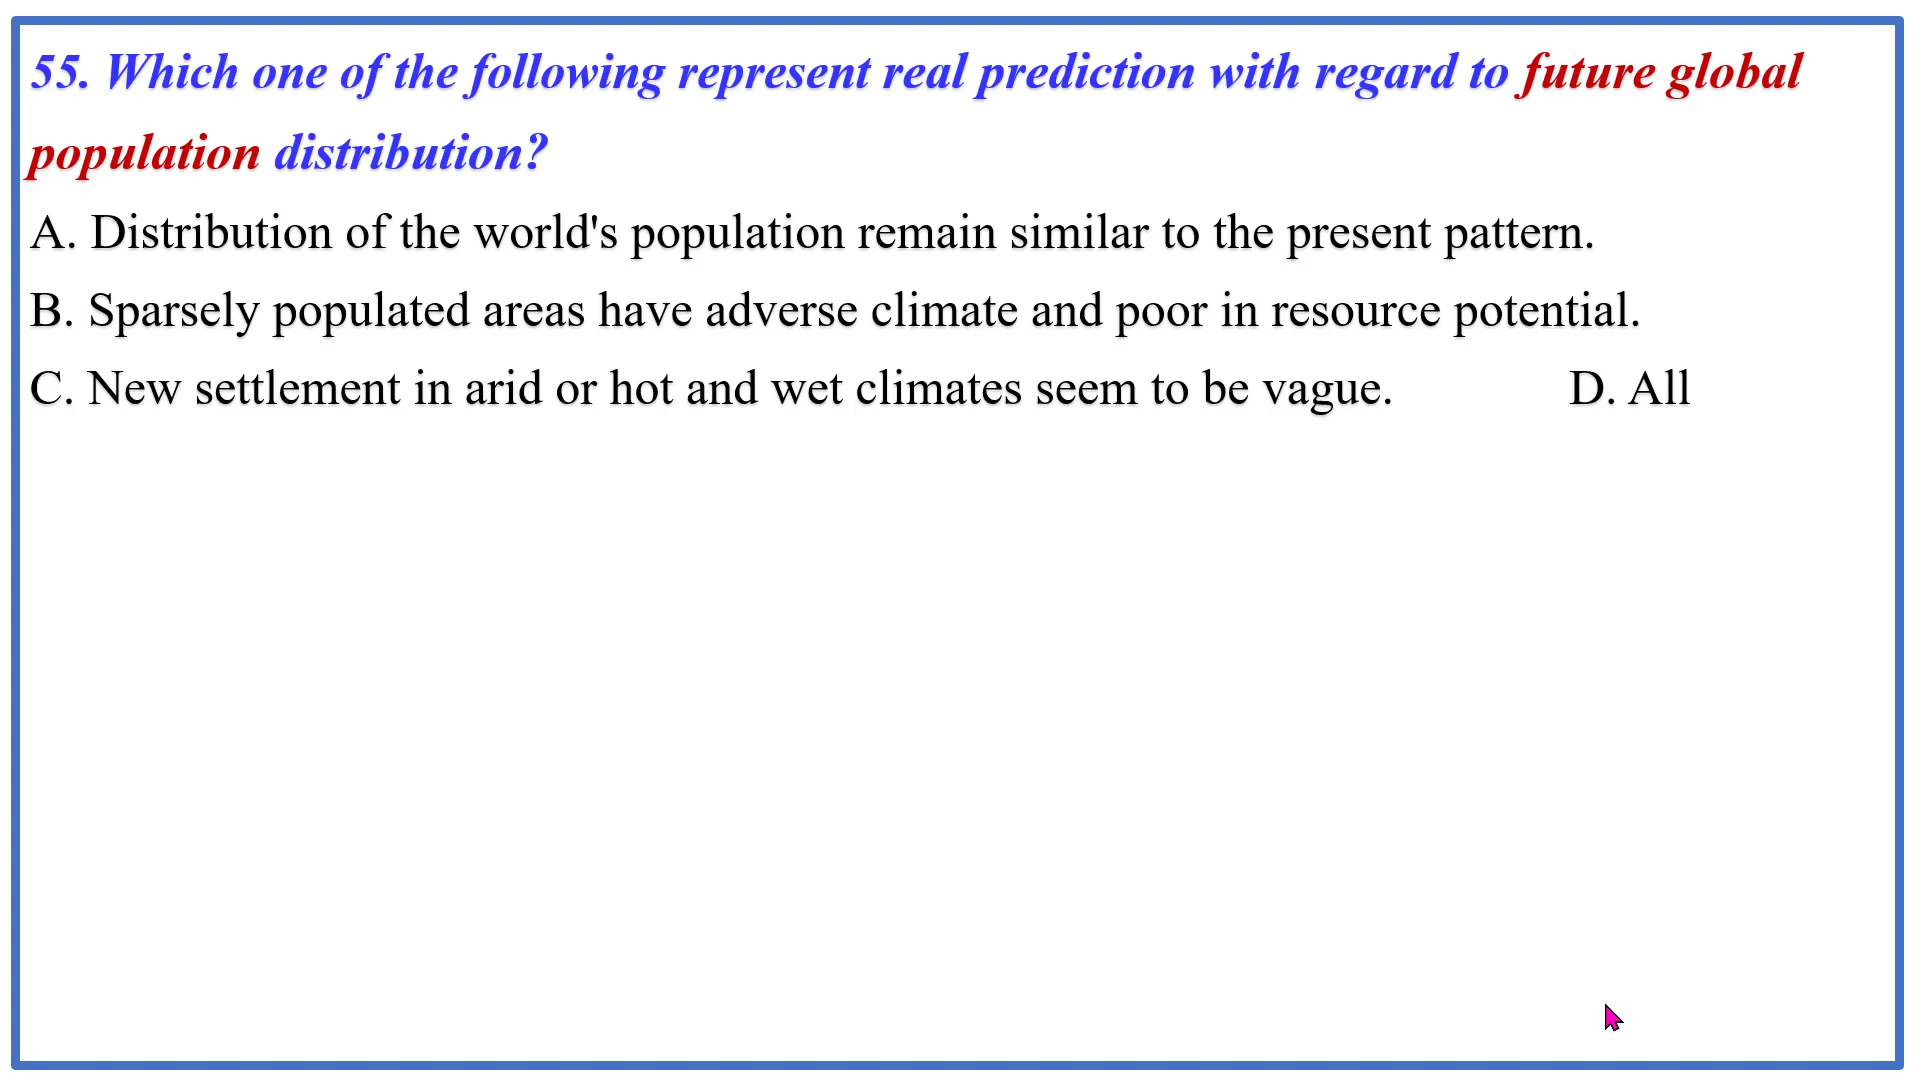 55. Which one of the following represent real prediction with regard to future global
population distribution?
A. Distribution of the world's population remain similar to the present pattern.
B. Sparsely populated areas have adverse climate and poor in resource potential.
C. New settlement in arid or hot and wet climates seem to be vague. D. All